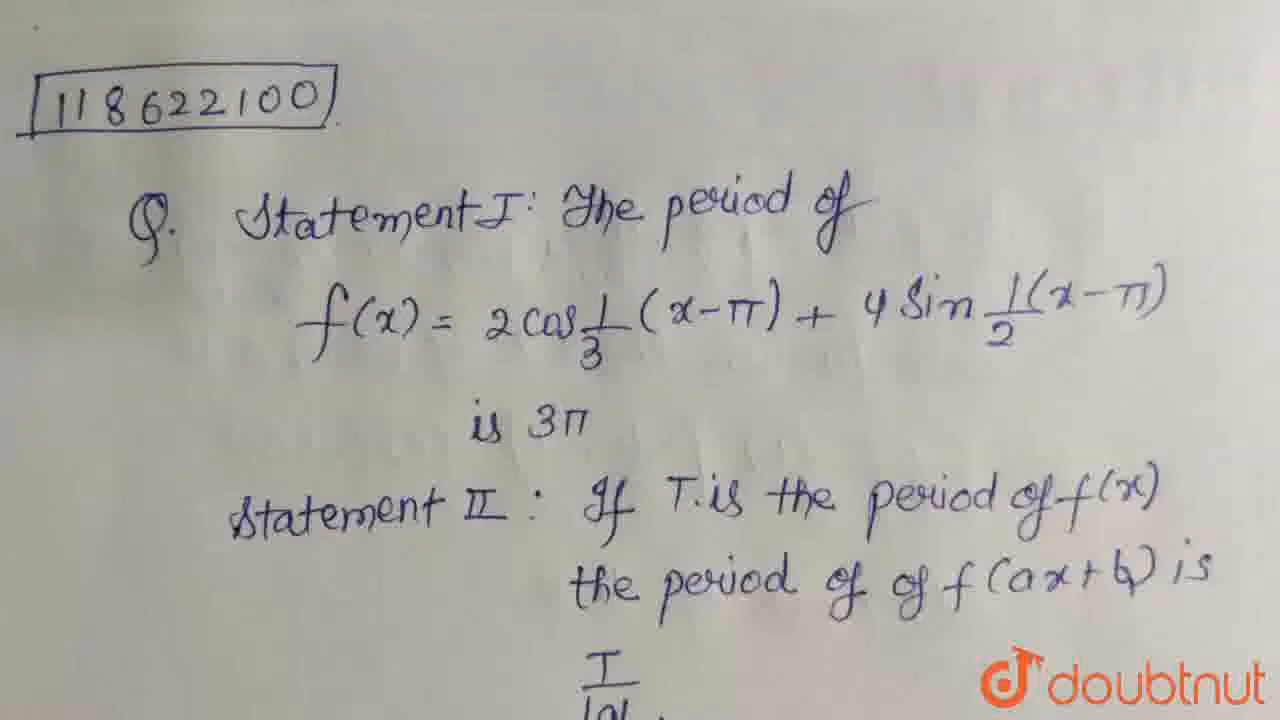 118622100
Q. Statement I: The period of
f(x) = 2 cos 1/3 (x - π) + 4 Sin 1/2 (x - π)
is 3π
Statement II: If T. is the period of f(x)
the period of of f(ax+b) is
T/|a|.
doubtnut